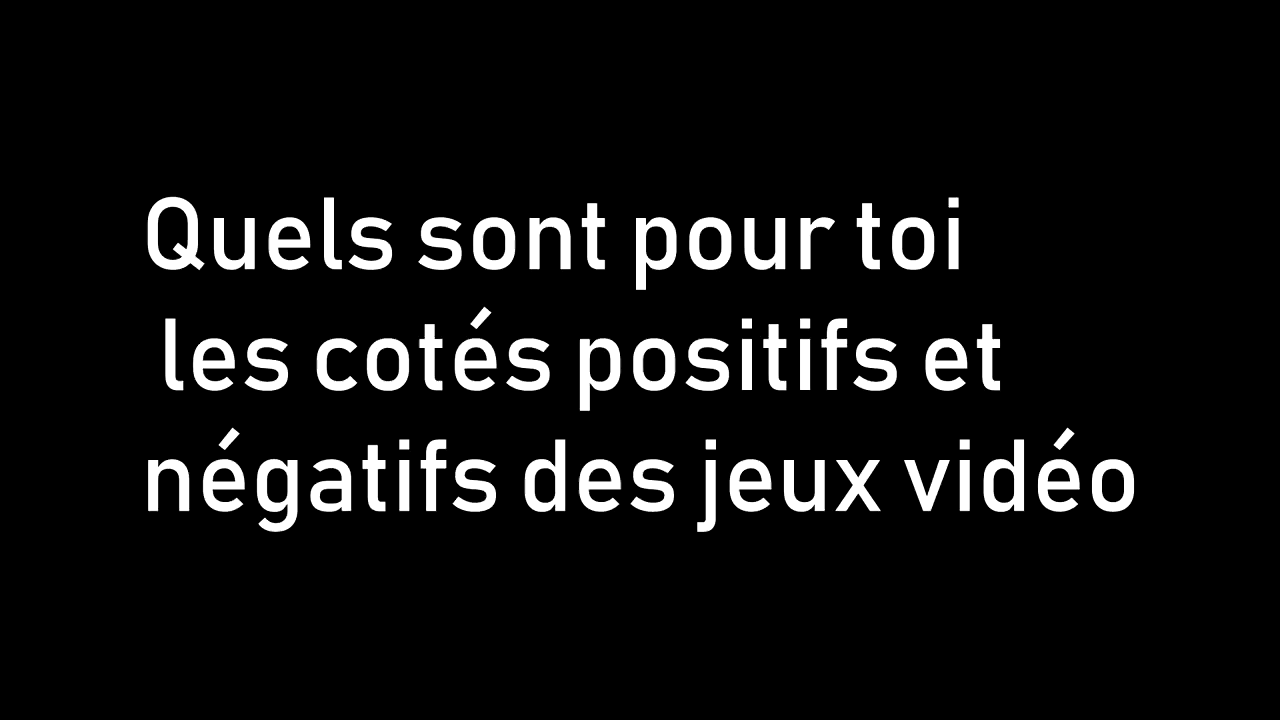 Quels sont pour toi
les cotés positifs et
négatifs des jeux vidéo